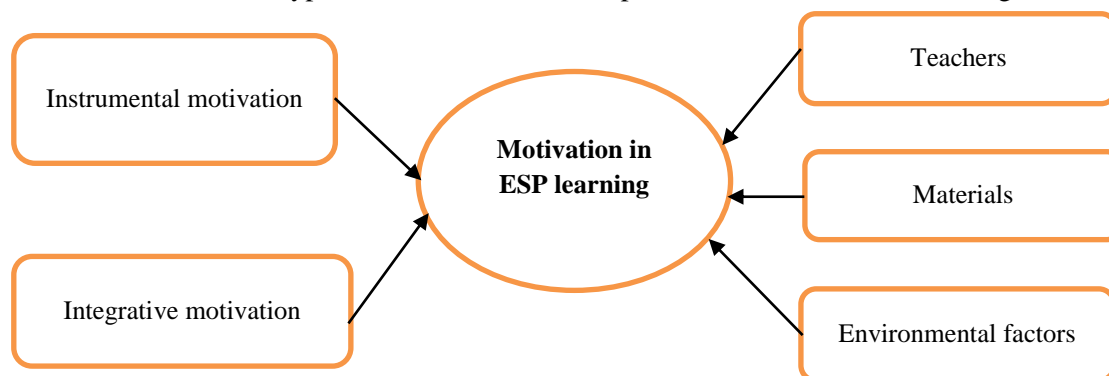 Instrumental motivation
Integrative motivation
Motivation in
ESP learning
Teachers
Materials
Environmental factors